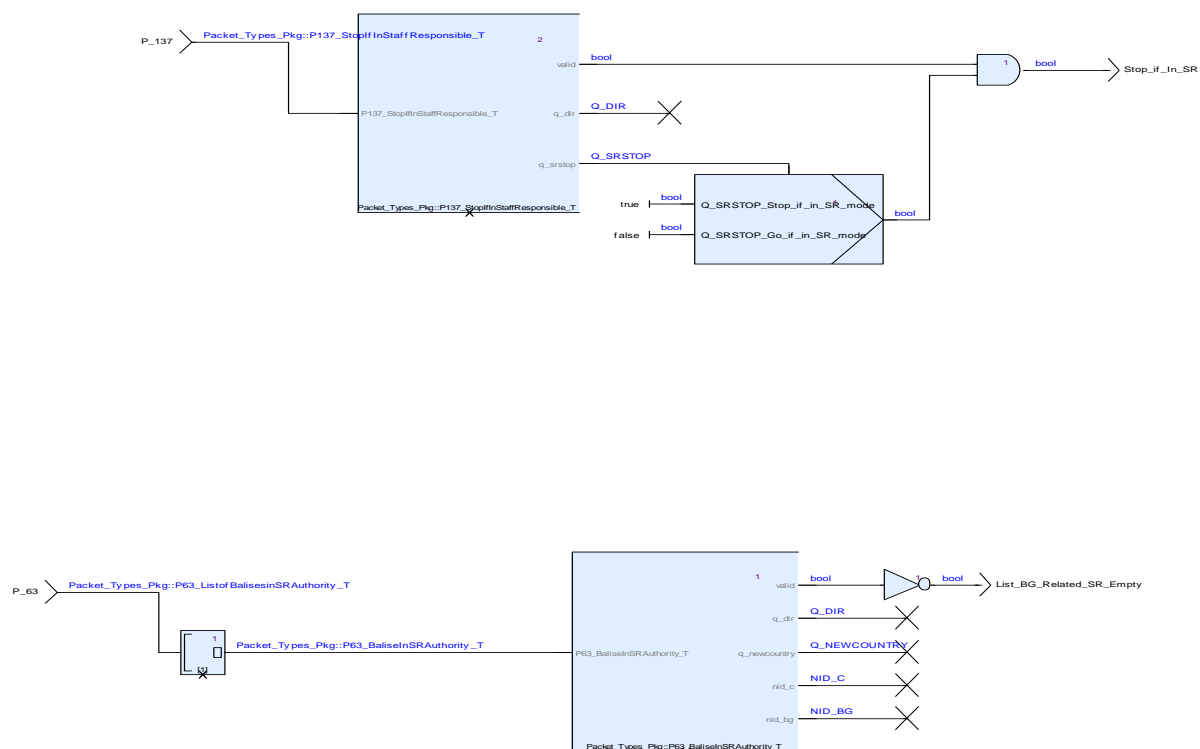 P_137
Packet_Types_Pkg::P137_StopIfInStaffResponsible_T
2
valid
bool
1
bool
Stop_if_In_SR
P137_StopIfInStaffResponsible_T
q_dir
Q_DIR
q_srstop
Q_SRSTOP
Packet_Types_Pkg::P137_StopIfInStaffResponsible_T
true
bool
Q_SRSTOP_Stop_if_in_SR_mode
bool
false
bool
Q_SRSTOP_Go_if_in_SR_mode
P_63
Packet_Types_Pkg::P63_ListofBalisesinSRAuthority_T
1
[1]
Packet_Types_Pkg::P63_BaliseInSRAuthority_T
1
valid
bool
1
bool
List_BG_Related_SR_Empty
q_dir
Q_DIR
P63_BaliseInSRAuthority_T
q_newcountry
Q_NEWCOUNTRY
nid_c
NID_C
nid_bg
NID_BG
Packet_Types_Pkg::P63_BaliseInSRAuthority_T